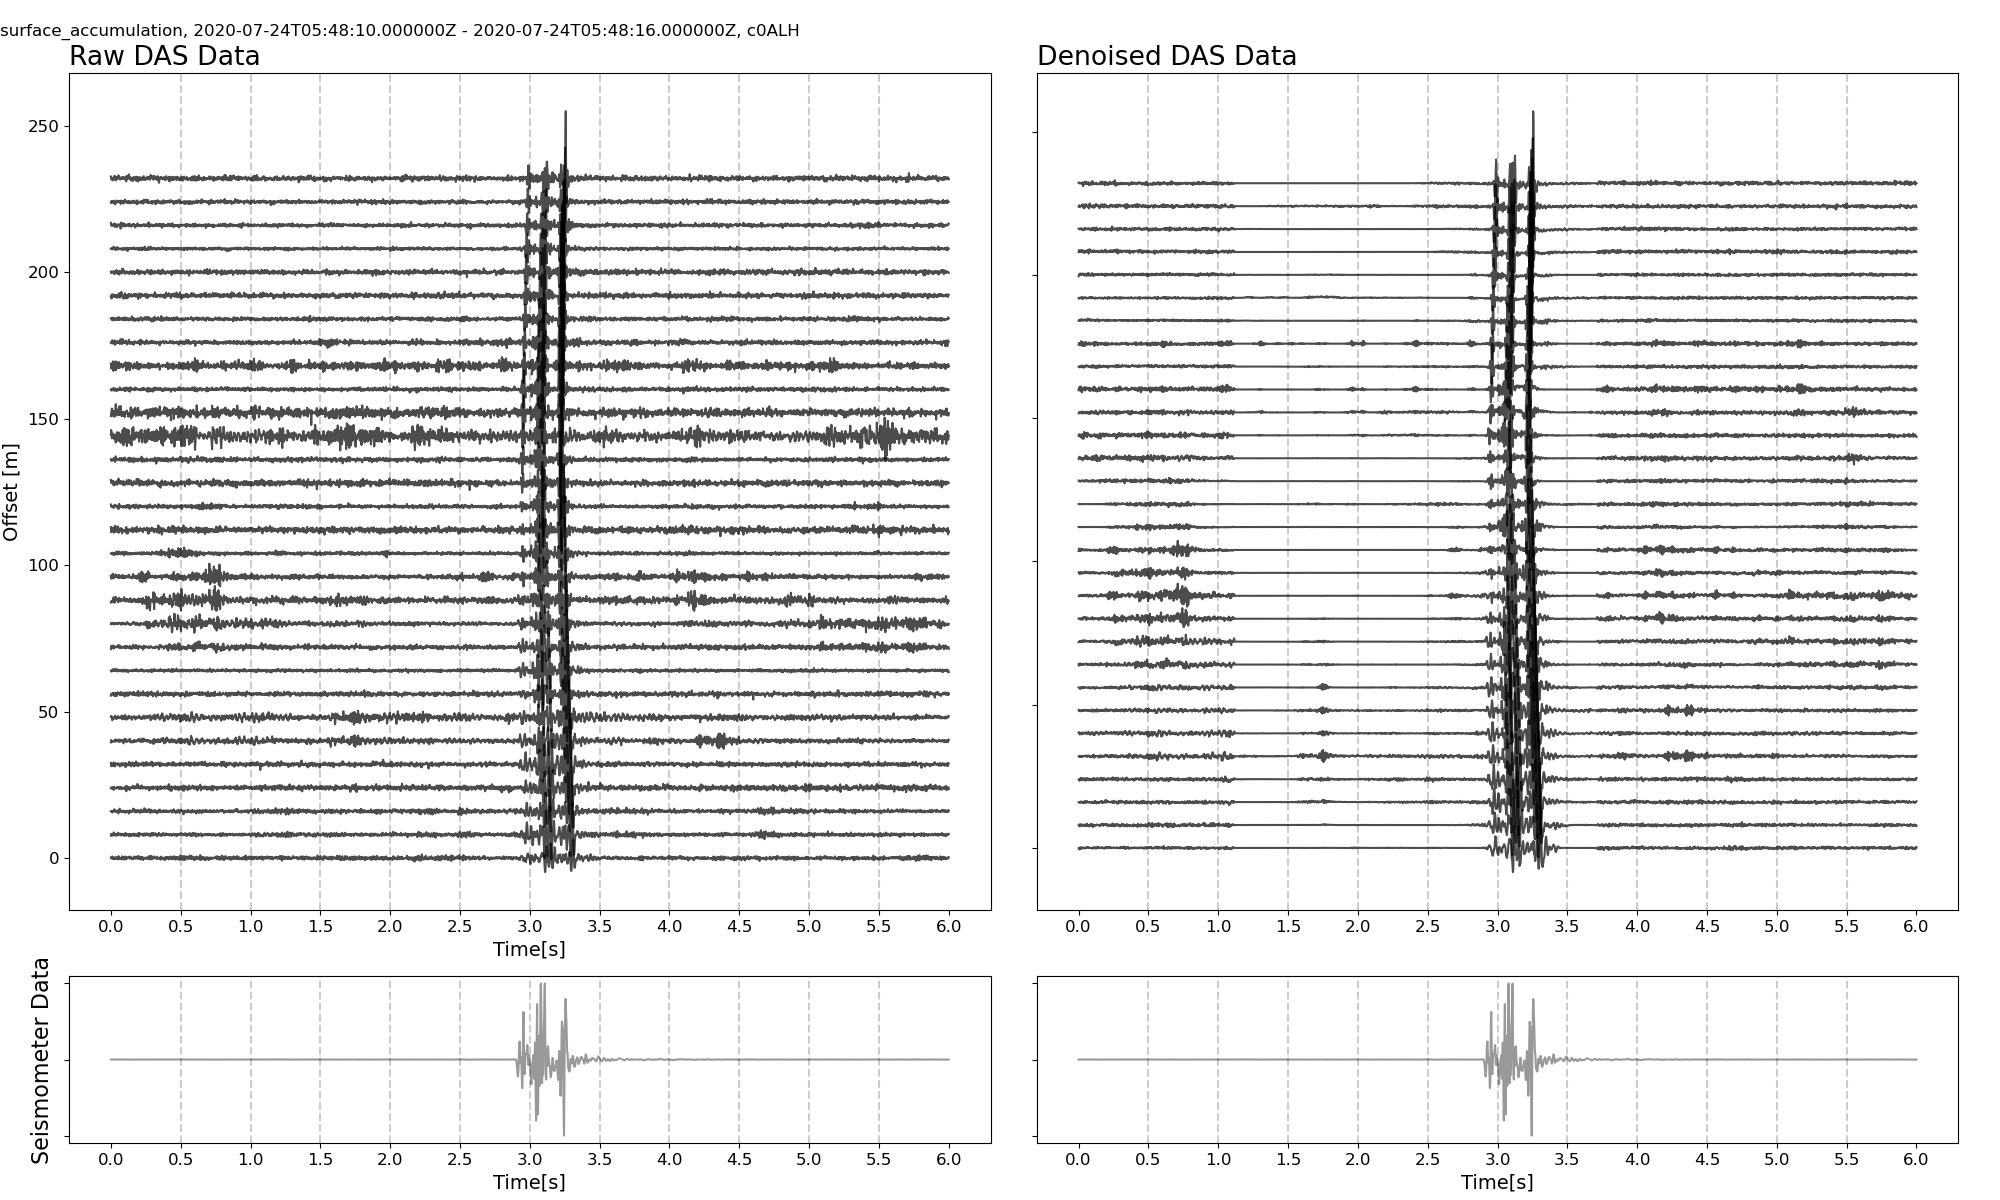 surface_accumulation, 2020-07-24T05:48:10.000000Z - 2020-07-24T05:48:16.000000Z, c0ALH
Raw DAS Data
Denoised DAS Data
Offset [m]
250
200
150
100
50
0
0.0 0.5 1.0 1.5 2.0 2.5 3.0 3.5 4.0 4.5 5.0 5.5 6.0
Time[s]
0.0 0.5 1.0 1.5 2.0 2.5 3.0 3.5 4.0 4.5 5.0 5.5 6.0
Seismometer Data
0.0 0.5 1.0 1.5 2.0 2.5 3.0 3.5 4.0 4.5 5.0 5.5 6.0
Time[s]
0.0 0.5 1.0 1.5 2.0 2.5 3.0 3.5 4.0 4.5 5.0 5.5 6.0
Time[s]